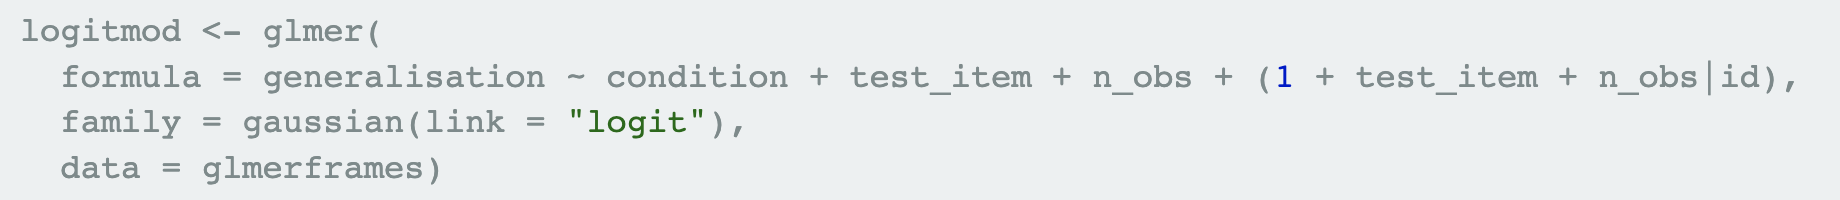 logitmod <- glmer(
  formula = generalisation ~ condition + test_item + n_obs + (1 + test_item + n_obs|id),
  family = gaussian(link = "logit"),
  data = glmerframes)